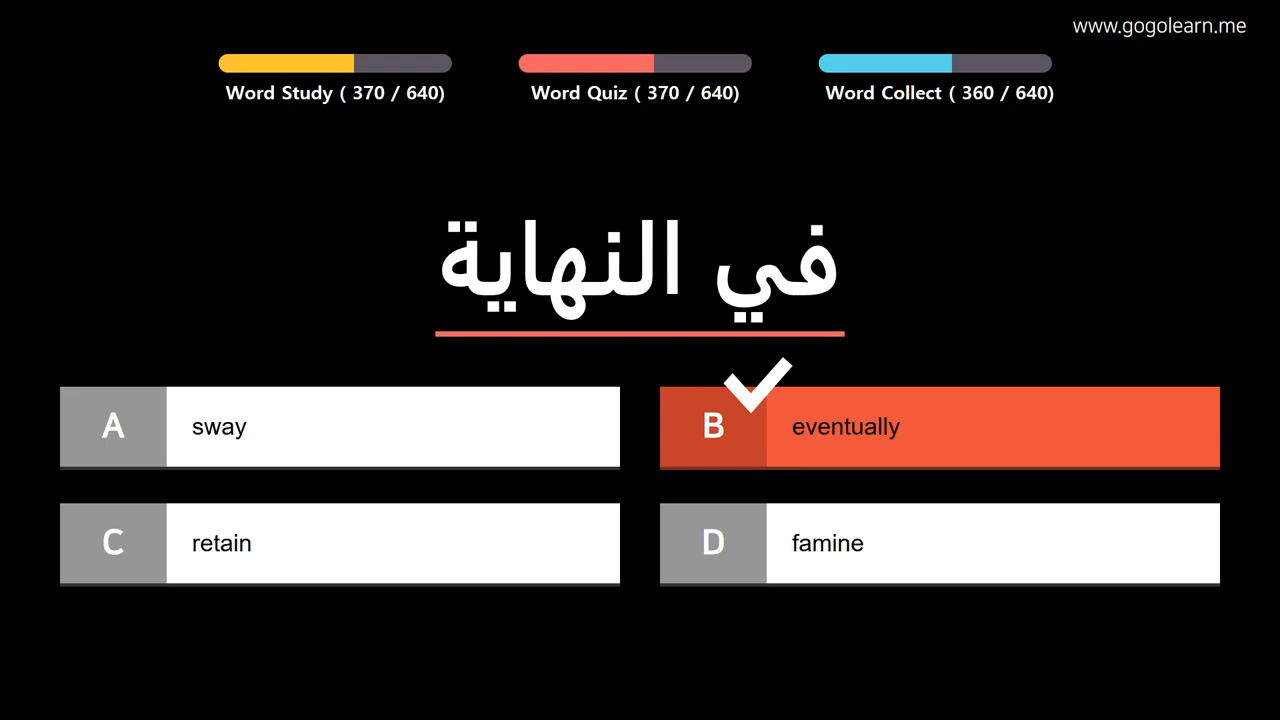 www.gogolearn.me
Word Study ( 370 / 640)
Word Quiz ( 370 / 640)
Word Collect ( 360 / 640)
في النهاية
A sway
B eventually
C retain
D famine